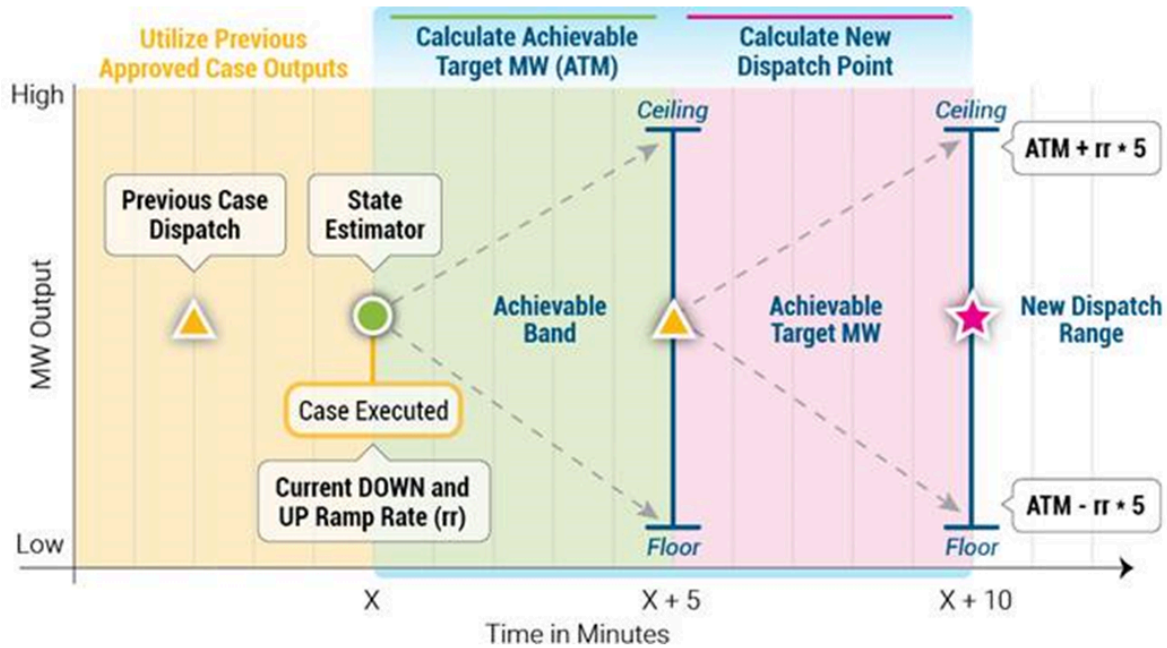 Utilize Previous
Approved Case Outputs
Calculate Achievable
Target MW (ATM)
Calculate New
Dispatch Point
High
Ceiling
Ceiling
ATM + rr * 5
Previous Case
Dispatch
State
Estimator
MW Output
Achievable
Band
Achievable
Target MW
New Dispatch
Range
Case Executed
Current DOWN and
UP Ramp Rate (rr)
ATM - rr * 5
Low
Floor
Floor
X
X + 5
X + 10
Time in Minutes